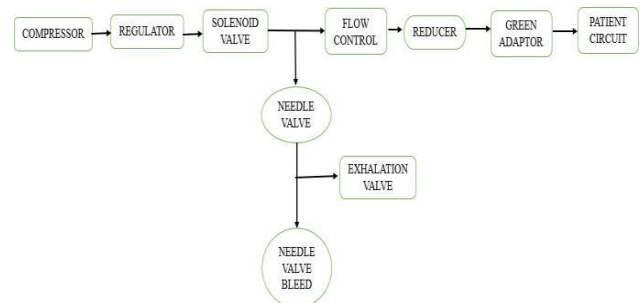 COMPRESSOR
REGULATOR
SOLENOID
VALVE
FLOW
CONTROL
REDUCER
GREEN
ADAPTOR
PATIENT
CIRCUIT
NEEDLE
VALVE
EXHALATION
VALVE
NEEDLE
VALVE
BLEED